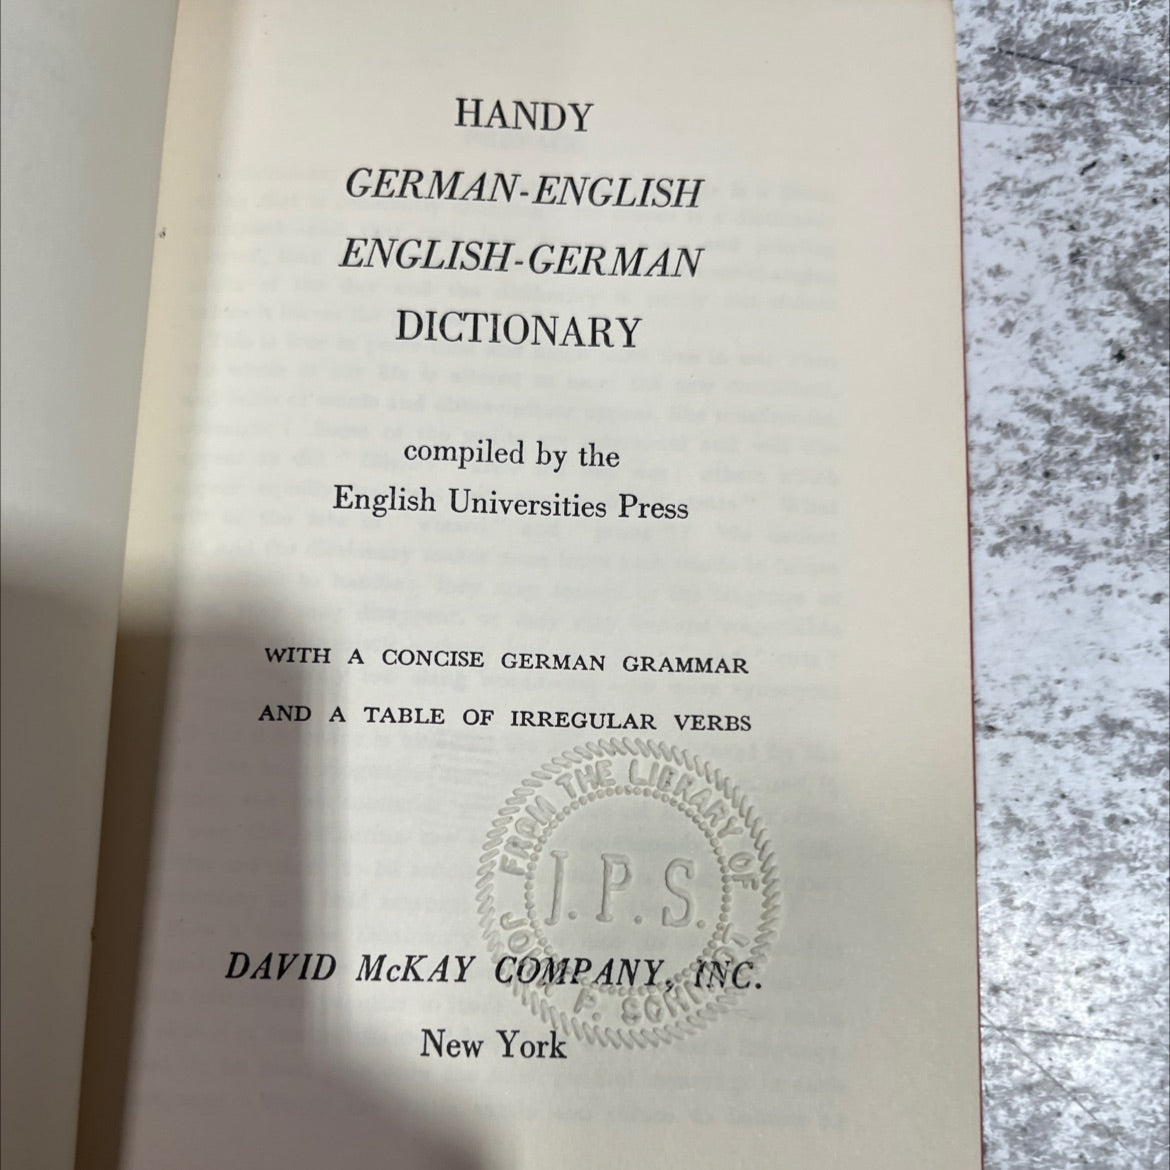 HANDY
GERMAN-ENGLISH
ENGLISH-GERMAN
DICTIONARY
compiled by the
English Universities Press
WITH A CONCISE GERMAN GRAMMAR
AND A TABLE OF IRREGULAR VERBS
FROM THE LIBRARY OF
J.P.S.
DAVID McKAY COMPANY, INC.
New York